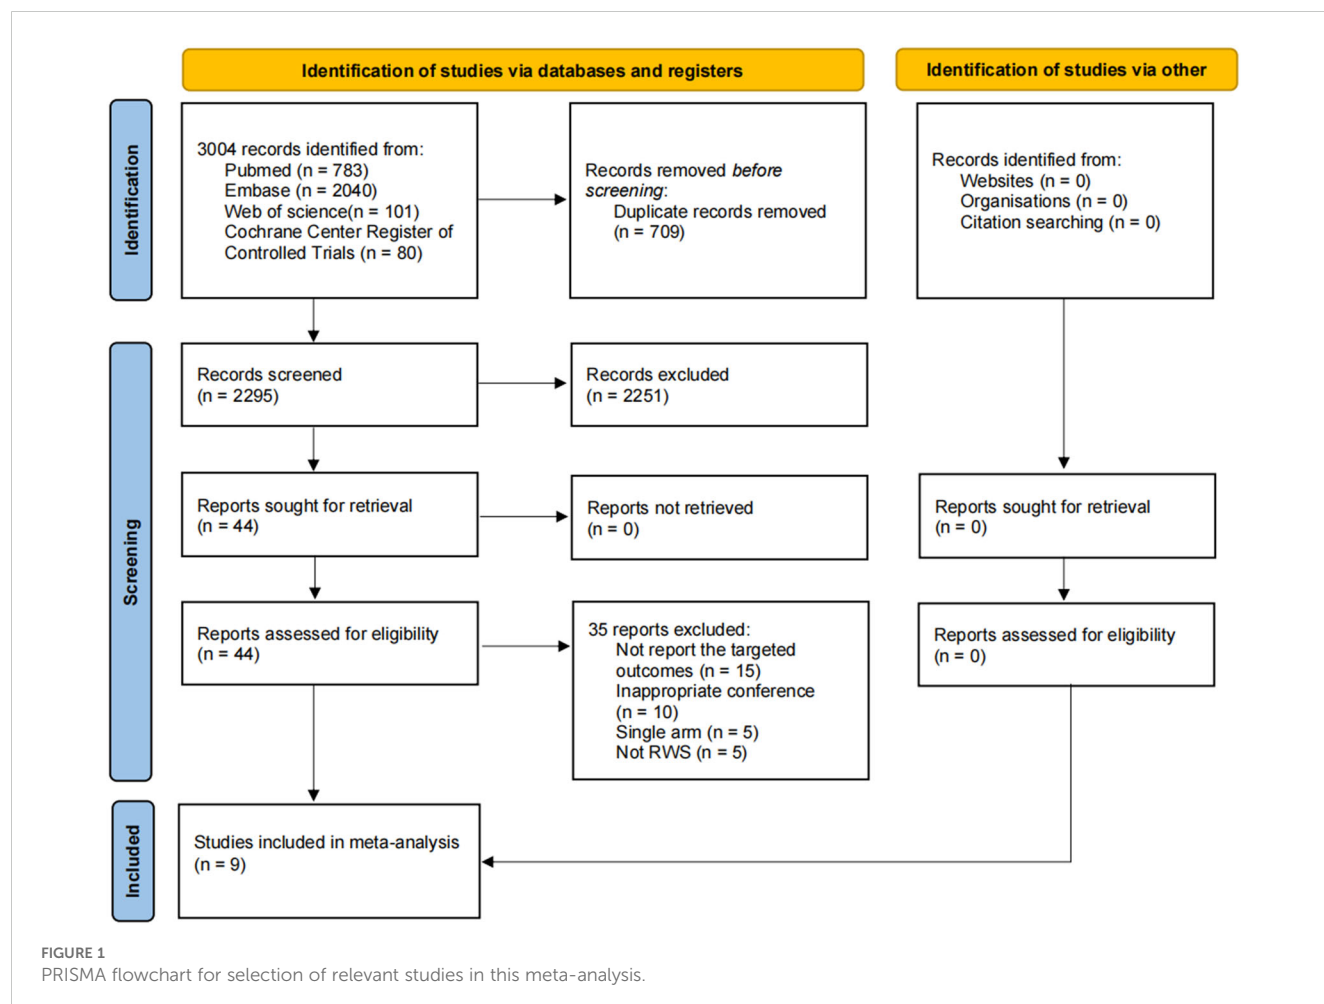 Identification of studies via databases and registers
Identification of studies via other
Identification
3004 records identified from:
Pubmed (n = 783)
Embase (n = 2040)
Web of science(n = 101)
Cochrane Center Register of
Controlled Trials (n = 80)
Records removed before
screening:
Duplicate records removed
(n = 709)
Records identified from:
Websites (n = 0)
Organisations (n = 0)
Citation searching (n = 0)
Screening
Records screened
(n = 2295)
Records excluded
(n = 2251)
Reports sought for retrieval
(n = 44)
Reports not retrieved
(n = 0)
Reports sought for retrieval
(n = 0)
Reports assessed for eligibility
(n = 44)
35 reports excluded:
Not report the targeted
outcomes (n = 15)
Inappropriate conference
(n = 10)
Single arm (n = 5)
Not RWS (n = 5)
Reports assessed for eligibility
(n = 0)
Included
Studies included in meta-analysis
(n = 9)
FIGURE 1
PRISMA flowchart for selection of relevant studies in this meta-analysis.